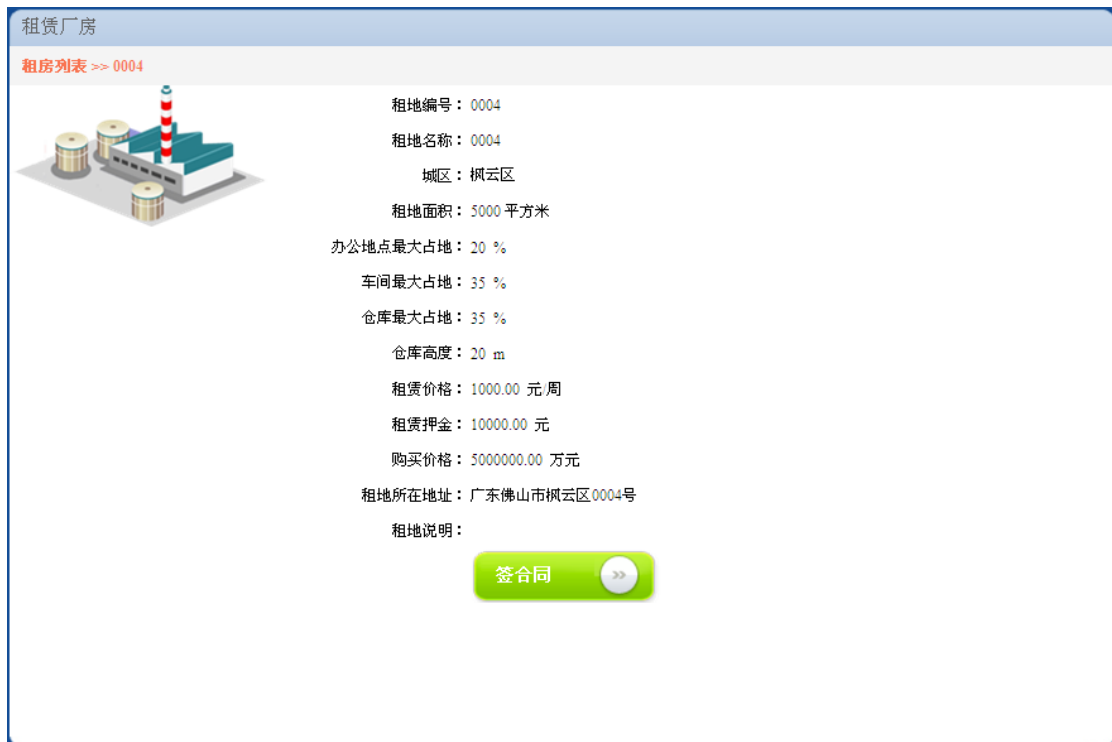 租赁厂房
租房列表 >> 0004
租地编号： 0004
租地名称： 0004
城区： 枫云区
租地面积： 5000 平方米
办公地点最大占地： 20 %
车间最大占地： 35 %
仓库最大占地： 35 %
仓库高度： 20 m
租赁价格： 1000.00 元/周
租赁押金： 10000.00 元
购买价格： 5000000.00 万元
租地所在地址： 广东佛山市枫云区0004号
租地说明：
签合同 >>